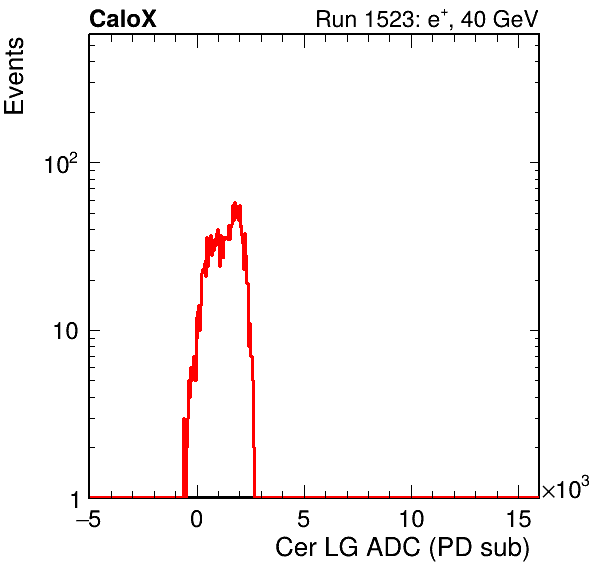 CaloX Run 1523: e⁺, 40 GeV
Events
10²
10
1
−5 0 5 10 15 ×10³
Cer LG ADC (PD sub)